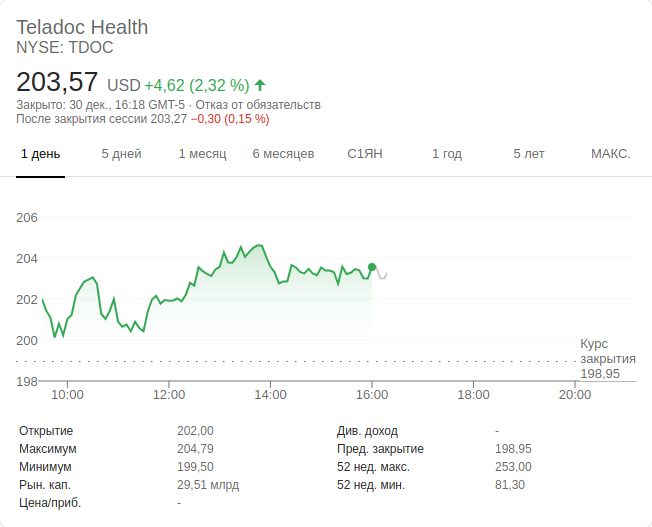 Teladoc Health
NYSE: TDOC
203,57 USD +4,62 (2,32 %)
Закрыто: 30 дек., 16:18 GMT-5 · Отказ от обязательств
После закрытия сессии 203,27 −0,30 (0,15 %)
1 день 5 дней 1 месяц 6 месяцев С1ЯН 1 год 5 лет МАКС.
206
204
202
200
198
Курс
закрытия
198,95
10:00 12:00 14:00 16:00 18:00 20:00
Открытие 202,00 Див. доход -
Максимум 204,79 Пред. закрытие 198,95
Минимум 199,50 52 нед. макс. 253,00
Рын. кап. 29,51 млрд 52 нед. мин. 81,30
Цена/приб. -